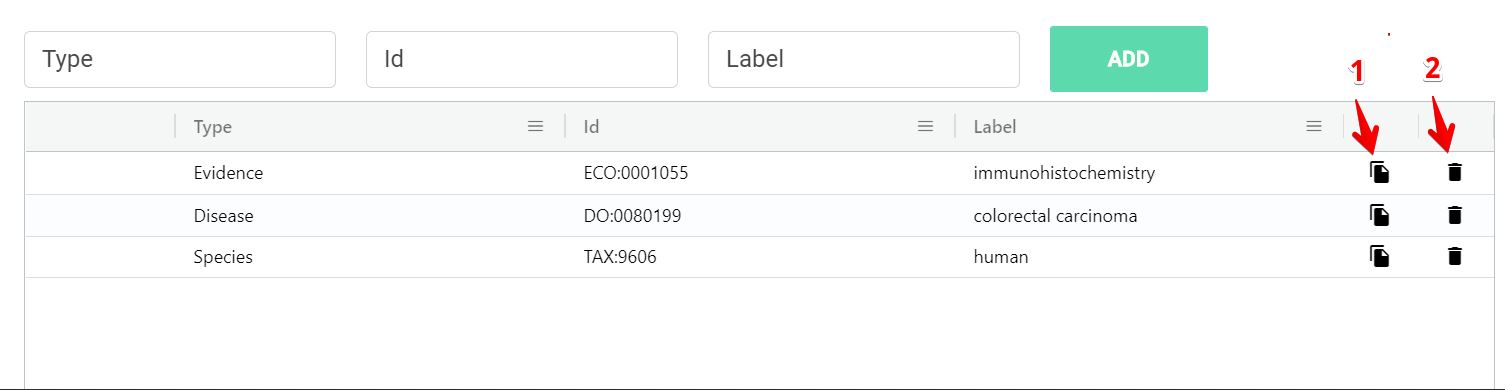 Type Id Label ADD
1 2
Type Id Label
Evidence ECO:0001055 immunohistochemistry
Disease DO:0080199 colorectal carcinoma
Species TAX:9606 human